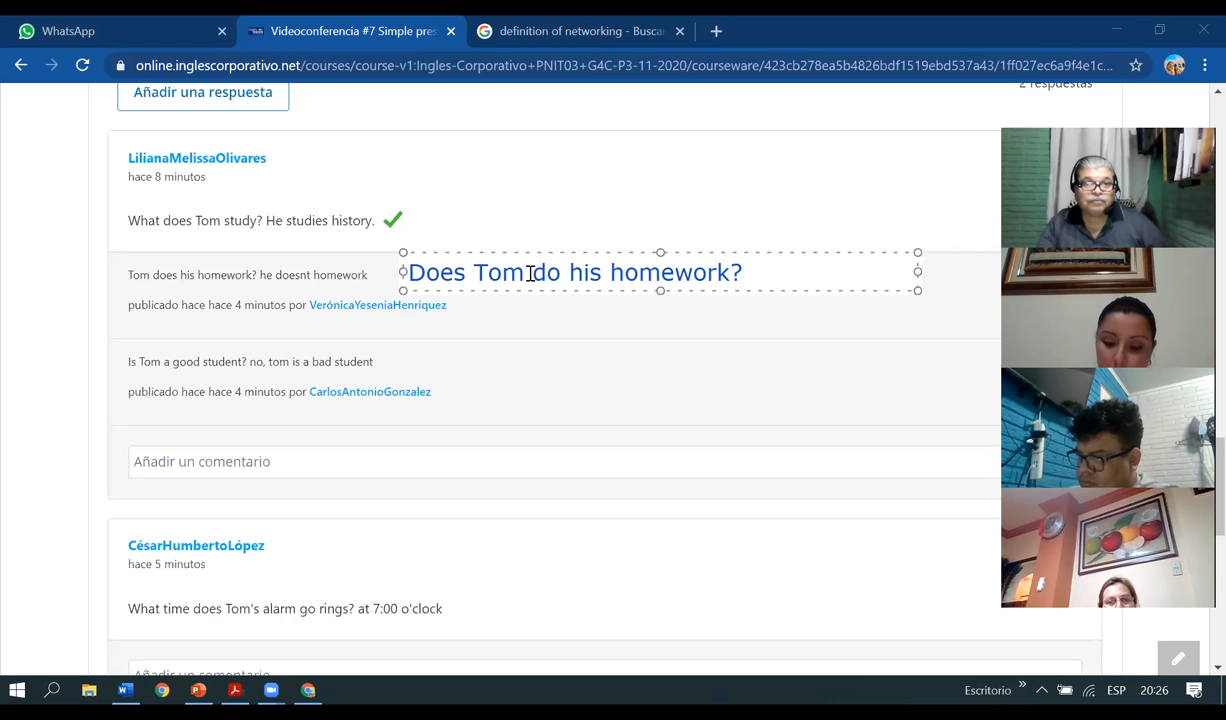 WhatsApp
Videoconferencia #7 Simple pres
definition of networking - Buscar
online.inglescorporativo.net/courses/course-v1:Ingles-Corporativo+PNIT03+G4C-P3-11-2020/courseware/423cb278ea5b4826bdf1519ebd537a43/1ff027ec6a9f4e1c...
Añadir una respuesta
2 respuestas
LilianaMelissaOlivares
hace 8 minutos
What does Tom study? He studies history.
Does Tom do his homework?
Tom does his homework? he doesnt homework
publicado hace hace 4 minutos por VerónicaYeseniaHenriquez
Is Tom a good student? no, tom is a bad student
publicado hace hace 4 minutos por CarlosAntonioGonzalez
Añadir un comentario
CésarHumbertoLópez
hace 5 minutos
What time does Tom's alarm go rings? at 7:00 o'clock
Añadir un comentario
Escritorio
ESP
20:26